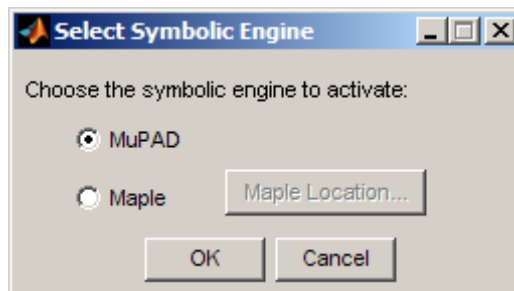 Select Symbolic Engine
Choose the symbolic engine to activate:
MuPAD
Maple Maple Location...
OK Cancel